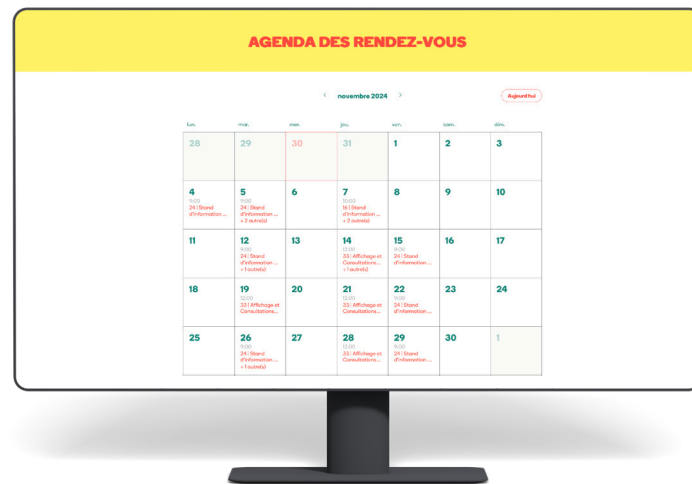 AGENDA DES RENDEZ-VOUS
< novembre 2024 >
Aujourd'hui
lun. mar. mer. jeu. ven. sam. dim.
28 29 30 31 1 2 3
4 5 6 7 8 9 10
9:00 9:00 10:00
24 | Stand 24 | Stand 16 | Stand
d'information ... d'information ... d'information ...
+ 2 autre(s) + 2 autre(s)
11 12 13 14 15 16 17
9:00 12:00 9:00
24 | Stand 33 | Affichage et 24 | Stand
d'information ... Consultations... d'information ...
+ 1 autre(s) + 1 autre(s)
18 19 20 21 22 23 24
12:00 12:00 9:00
33 | Affichage et 33 | Affichage et 24 | Stand
Consultations... Consultations... d'information ...
25 26 27 28 29 30 1
9:00 12:00 9:00
24 | Stand 33 | Affichage et 24 | Stand
d'information ... Consultations... d'information ...
+ 1 autre(s)